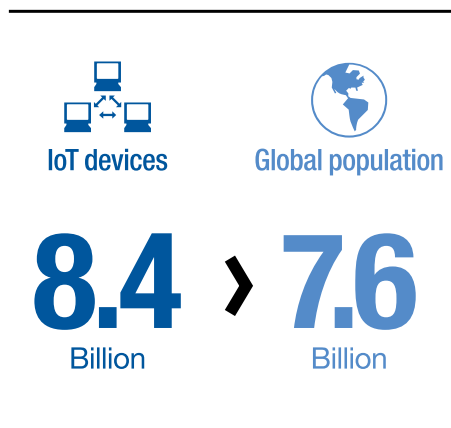 IoT devices
Global population
8.4 > 7.6
Billion
Billion